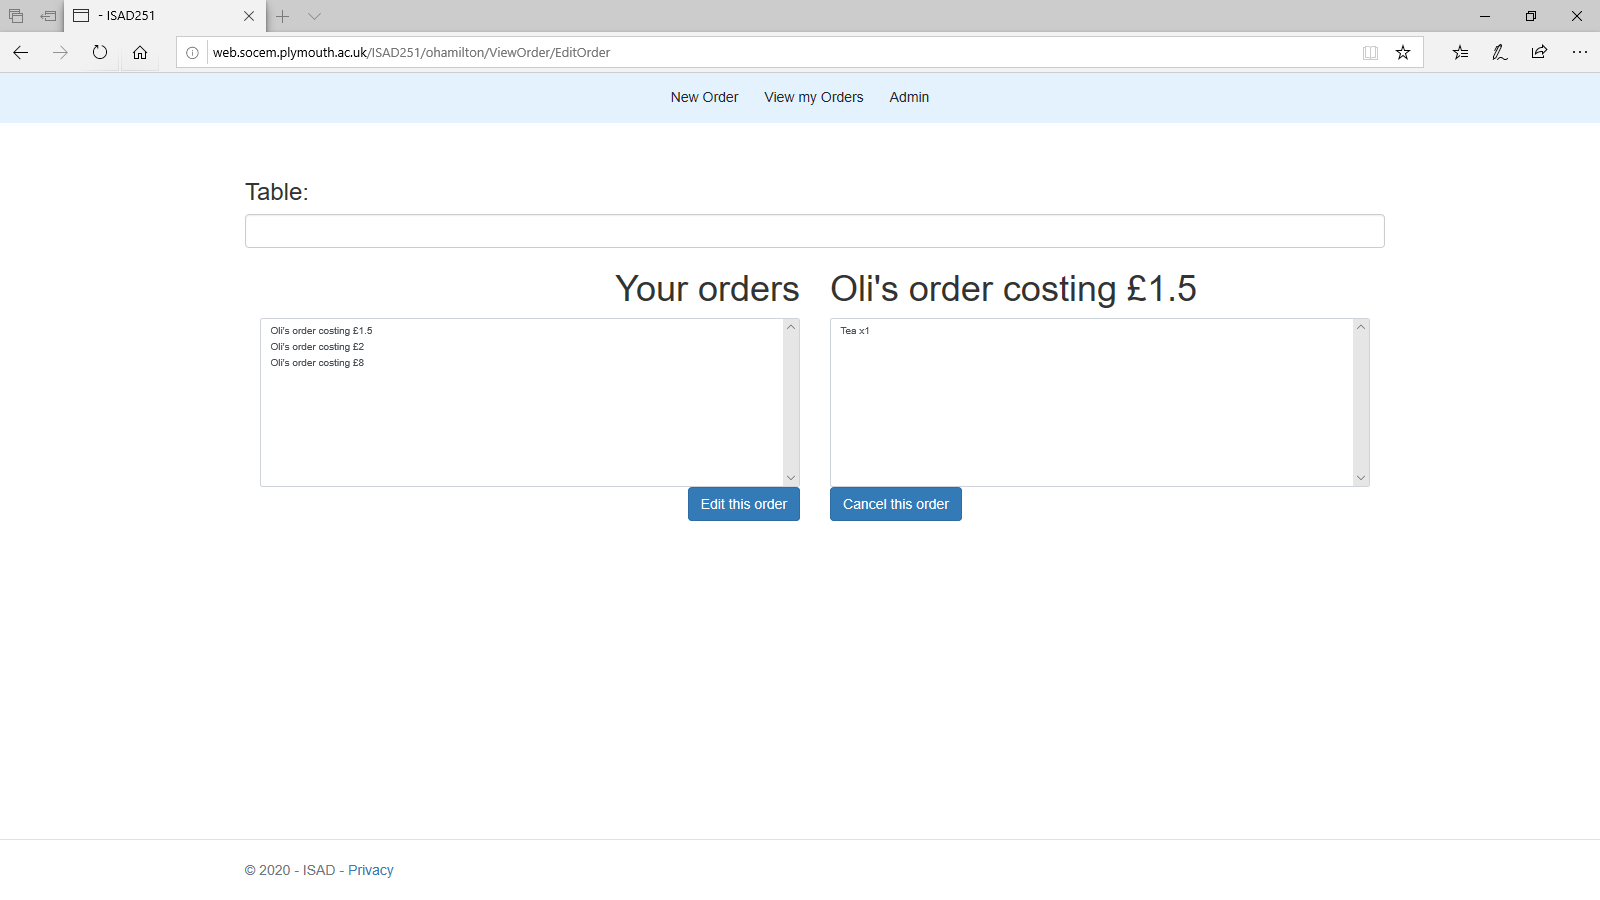 - ISAD251
web.socem.plymouth.ac.uk/ISAD251/ohamilton/ViewOrder/EditOrder
New Order View my Orders Admin
Table:
Your orders
Oli's order costing £1.5
Oli's order costing £2
Oli's order costing £8
Edit this order
Oli's order costing £1.5
Tea x1
Cancel this order
© 2020 - ISAD - Privacy